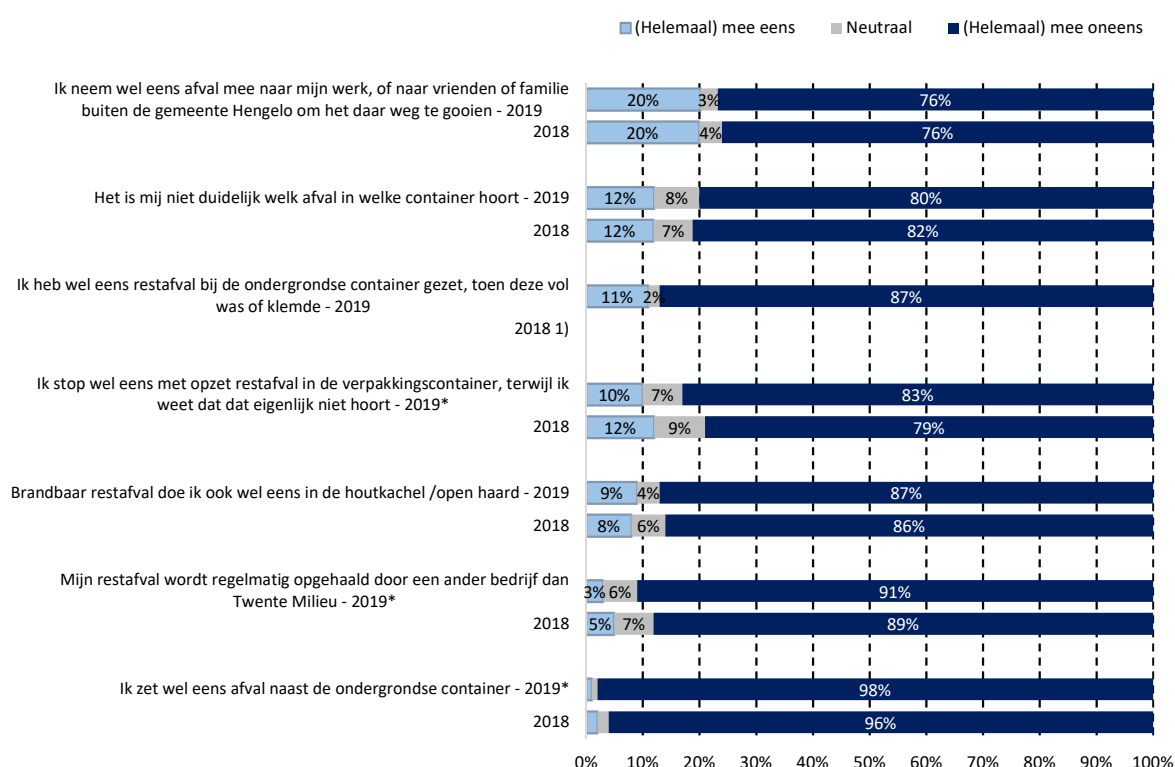 (Helemaal) mee eens Neutraal (Helemaal) mee oneens
Ik neem wel eens afval mee naar mijn werk, of naar vrienden of familie
buiten de gemeente Hengelo om het daar weg te gooien - 2019
20% 3% 76%
2018
20% 4% 76%
Het is mij niet duidelijk welk afval in welke container hoort - 2019
12% 8% 80%
2018
12% 7% 82%
Ik heb wel eens restafval bij de ondergrondse container gezet, toen deze vol
was of klemde - 2019
11% 2% 87%
2018 1)
Ik stop wel eens met opzet restafval in de verpakkingscontainer, terwijl ik
weet dat dat eigenlijk niet hoort - 2019*
10% 7% 83%
2018
12% 9% 79%
Brandbaar restafval doe ik ook wel eens in de houtkachel /open haard - 2019
9% 4% 87%
2018
8% 6% 86%
Mijn restafval wordt regelmatig opgehaald door een ander bedrijf dan
Twente Milieu - 2019*
3% 6% 91%
2018
5% 7% 89%
Ik zet wel eens afval naast de ondergrondse container - 2019*
98%
2018
96%
0% 10% 20% 30% 40% 50% 60% 70% 80% 90% 100%